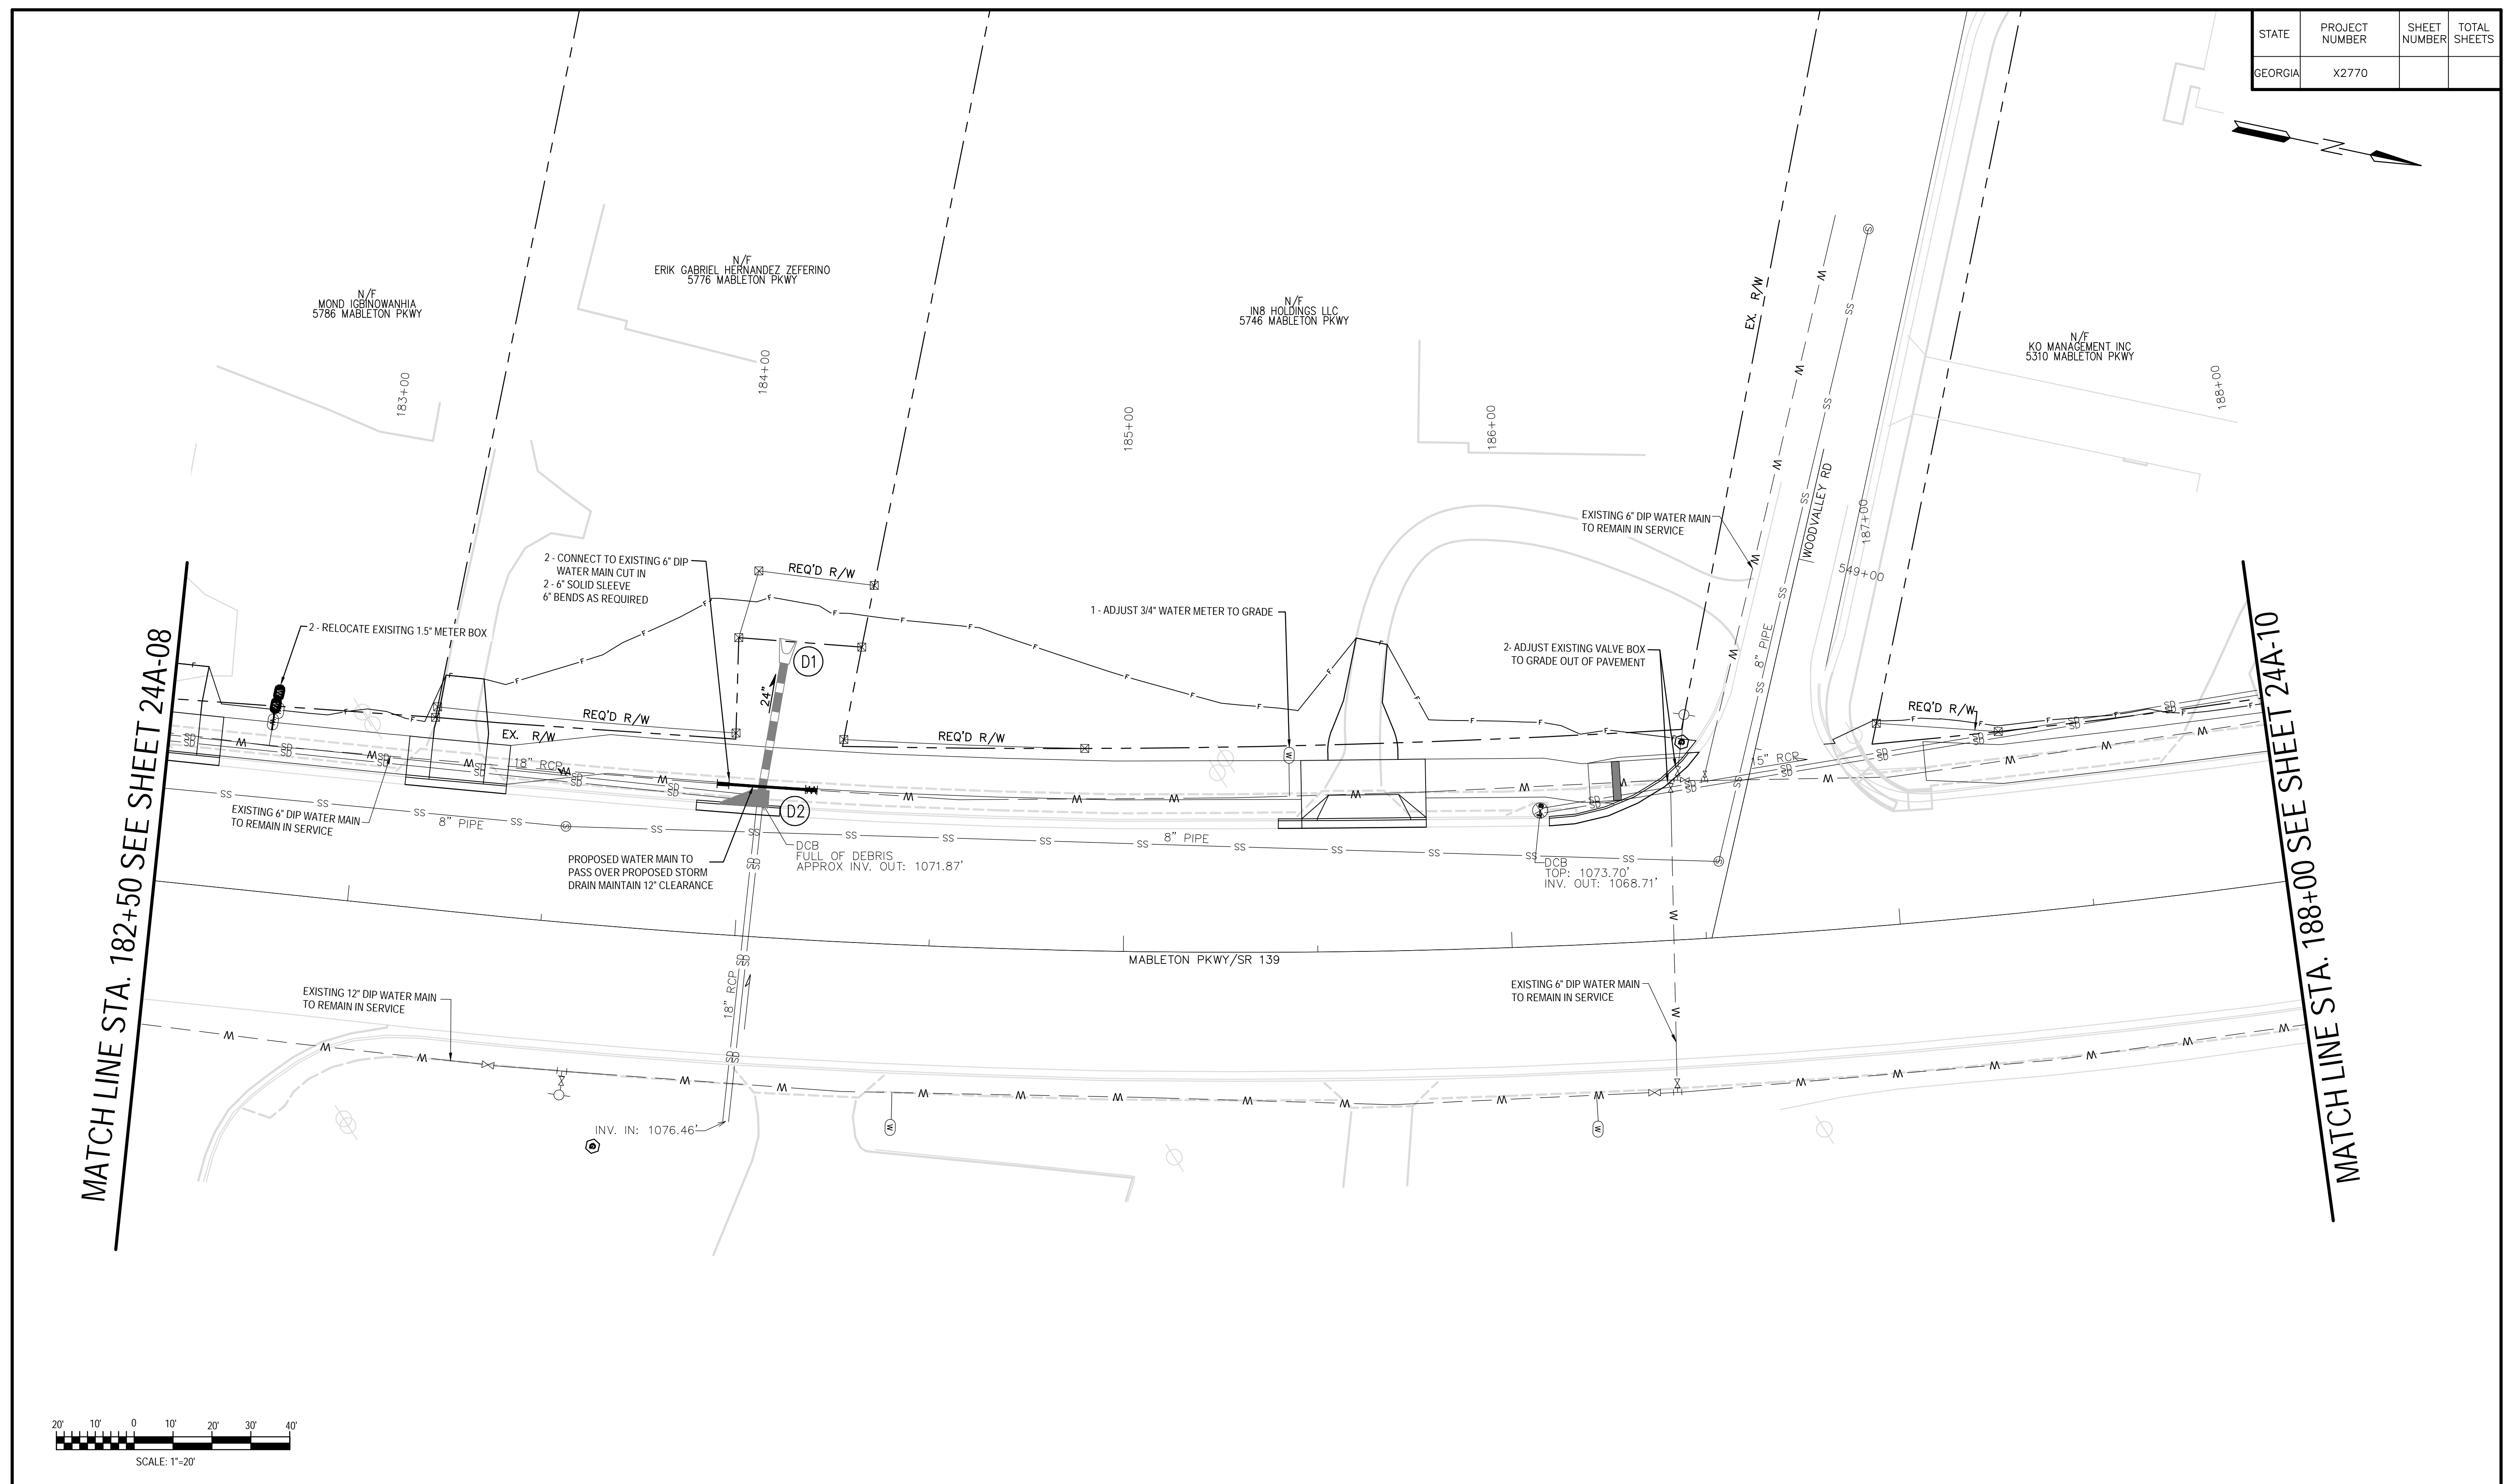 STATE
PROJECT NUMBER
SHEET NUMBER
TOTAL SHEETS
GEORGIA
X2770
N
N/F
MOND IGBINOWANHIA
5786 MABLETON PKWY
N/F
ERIK GABRIEL HERNANDEZ ZEFERINO
5776 MABLETON PKWY
N/F
IN8 HOLDINGS LLC
5746 MABLETON PKWY
N/F
KO MANAGEMENT INC
5310 MABLETON PKWY
183+00
184+00
185+00
186+00
187+00
188+00
549+00
EX. R/W
WOODVALLEY RD
8" PIPE
EXISTING 6" DIP WATER MAIN
TO REMAIN IN SERVICE
2 - CONNECT TO EXISTING 6" DIP
WATER MAIN CUT IN
2 - 6" SOLID SLEEVE
6" BENDS AS REQUIRED
REQ'D R/W
2 - RELOCATE EXISITNG 1.5" METER BOX
1 - ADJUST 3/4" WATER METER TO GRADE
2- ADJUST EXISTING VALVE BOX
TO GRADE OUT OF PAVEMENT
D1
24"
REQ'D R/W
EX. R/W
REQ'D R/W
REQ'D R/W
18" RCP
15" RCP
D2
EXISTING 6" DIP WATER MAIN
TO REMAIN IN SERVICE
8" PIPE
8" PIPE
PROPOSED WATER MAIN TO
PASS OVER PROPOSED STORM
DRAIN MAINTAIN 12" CLEARANCE
DCB
FULL OF DEBRIS
APPROX INV. OUT: 1071.87'
DCB
TOP: 1073.70'
INV. OUT: 1068.71'
MABLETON PKWY/SR 139
18" RCP
EXISTING 12" DIP WATER MAIN
TO REMAIN IN SERVICE
EXISTING 6" DIP WATER MAIN
TO REMAIN IN SERVICE
INV. IN: 1076.46'
MATCH LINE STA. 182+50 SEE SHEET 24A-08
MATCH LINE STA. 188+00 SEE SHEET 24A-10
20' 10' 0 10' 20' 30' 40'
SCALE: 1"=20'